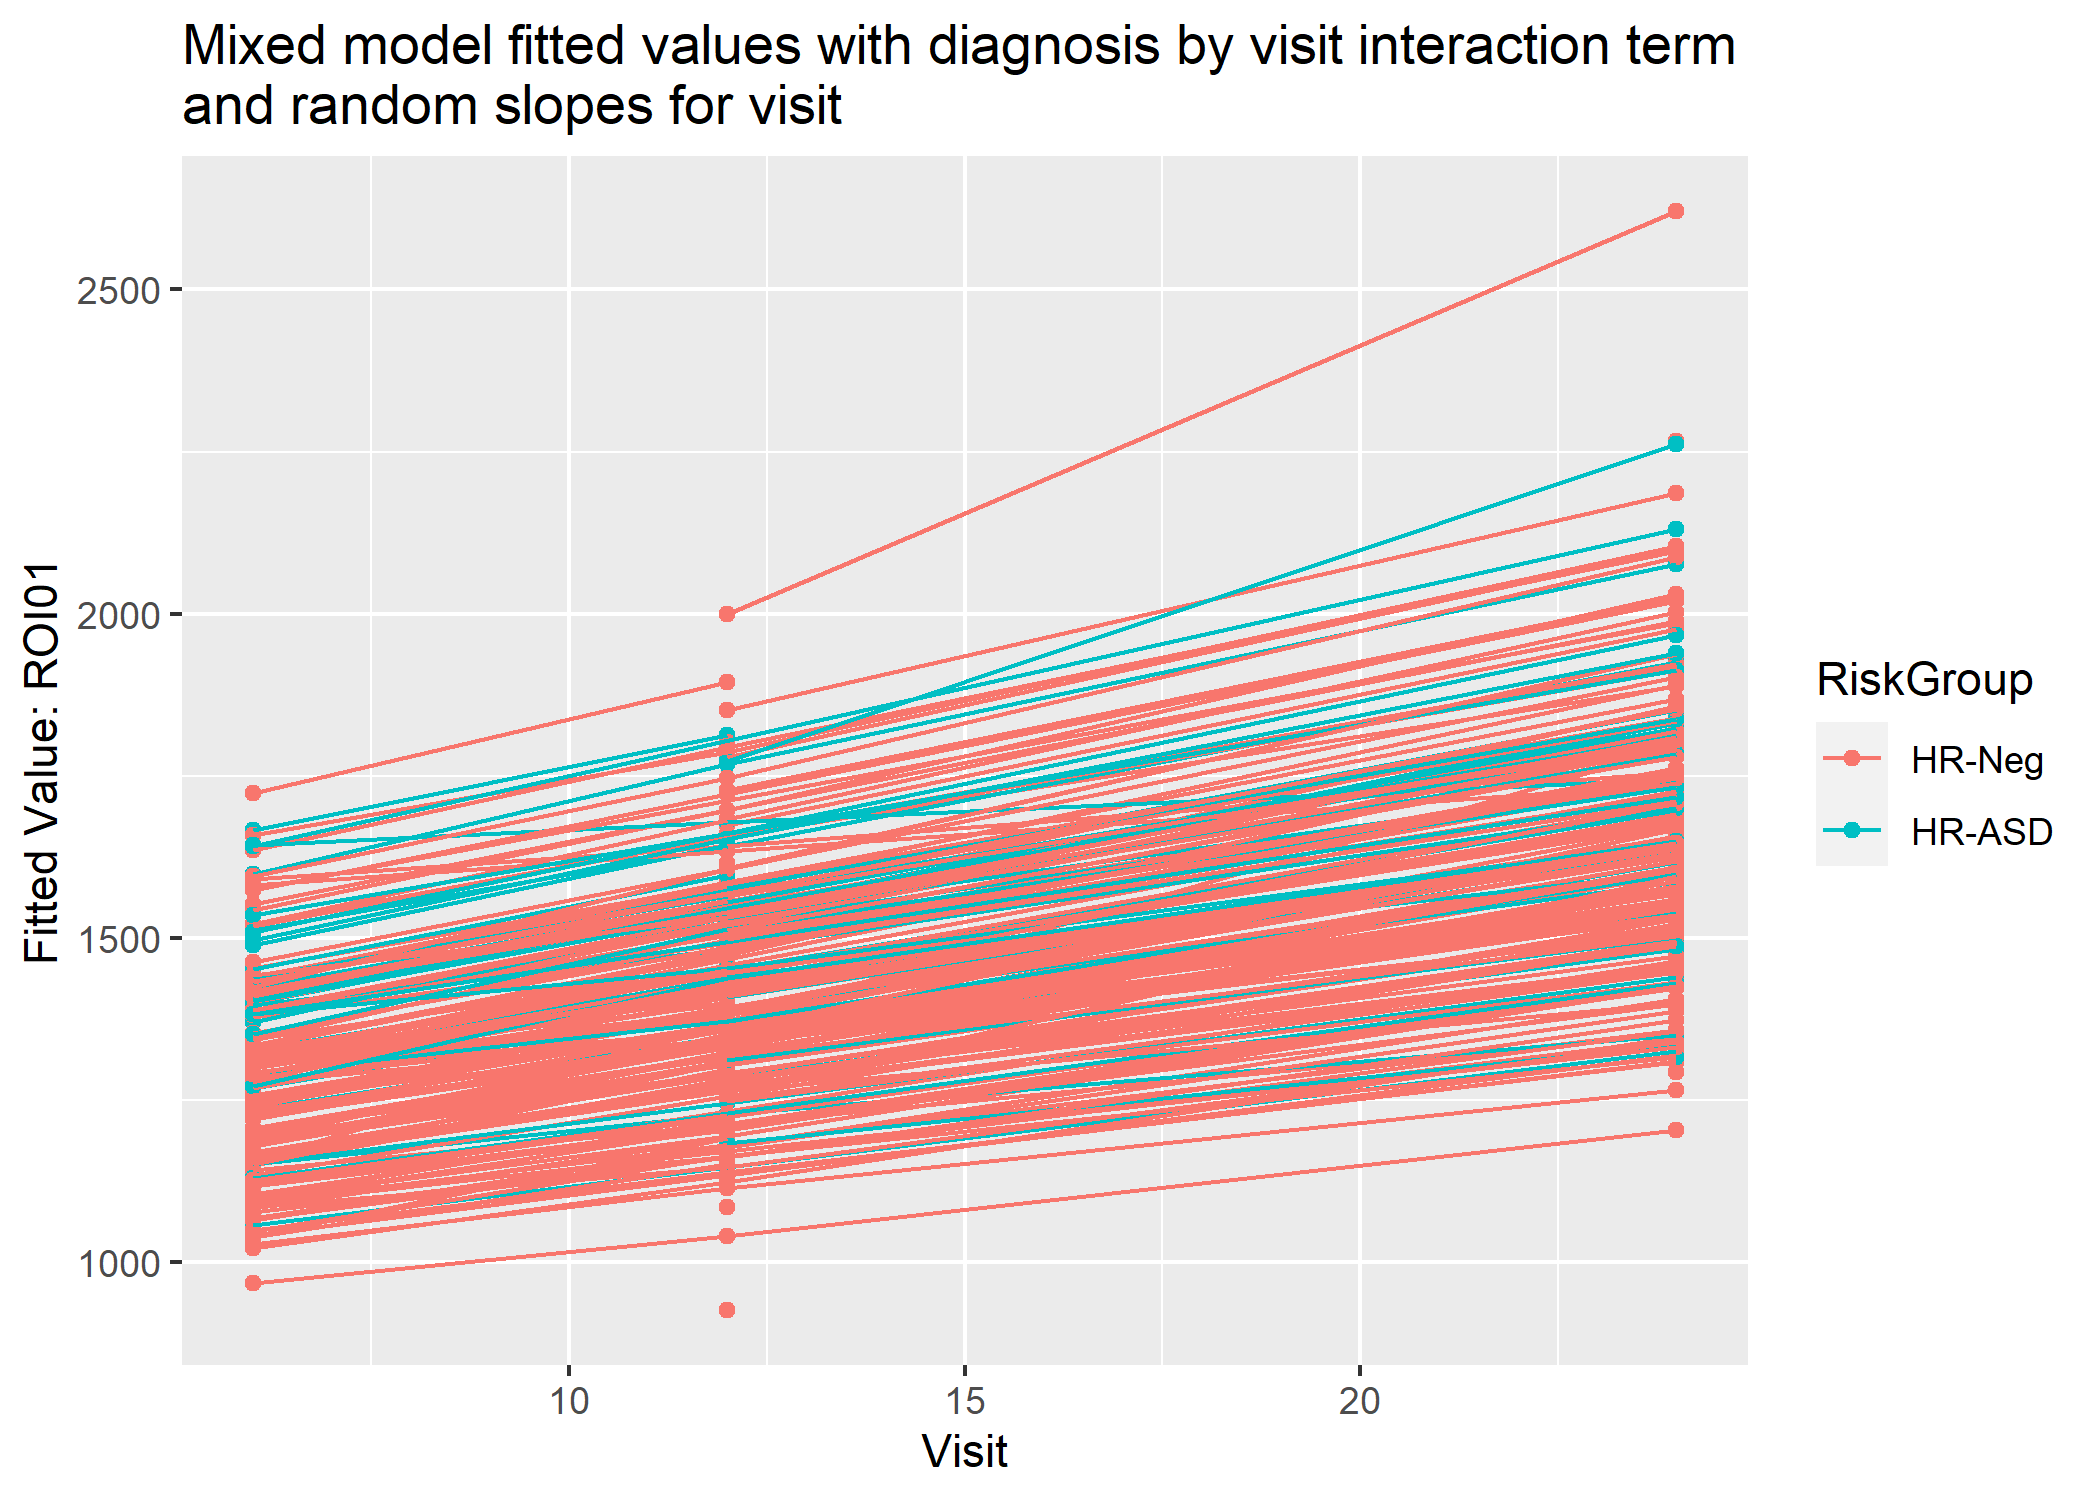 Mixed model fitted values with diagnosis by visit interaction term
and random slopes for visit
2500
2000
1500
1000
Fitted Value: ROI01
10
15
20
Visit
RiskGroup
HR-Neg
HR-ASD